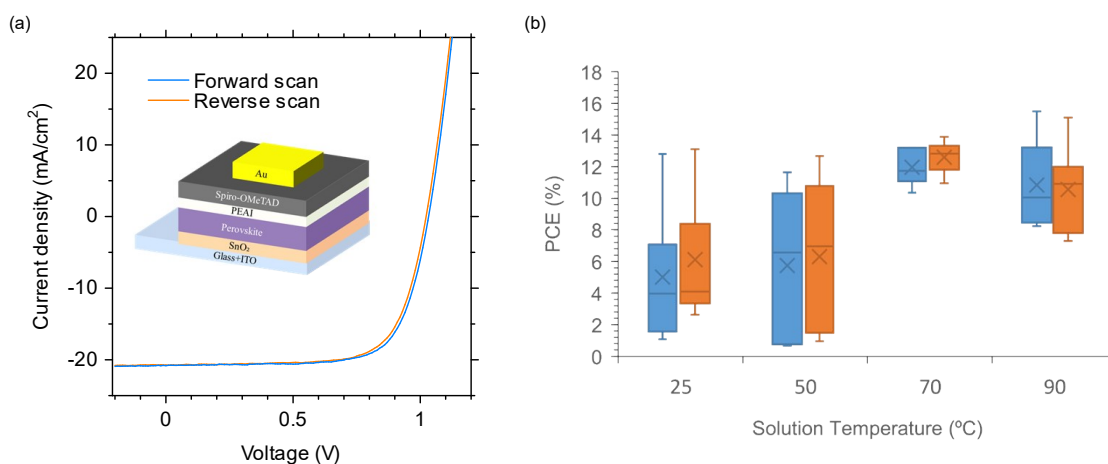 (a)
20
10
0
-10
-20
Current density (mA/cm2)
Forward scan
Reverse scan
Au
Spiro-OMeTAD
PEAI
Perovskite
SnO2
Glass+ITO
0
0.5
1
Voltage (V)
(b)
18
16
14
12
10
8
6
4
2
0
PCE (%)
25
50
70
90
Solution Temperature (ºC)